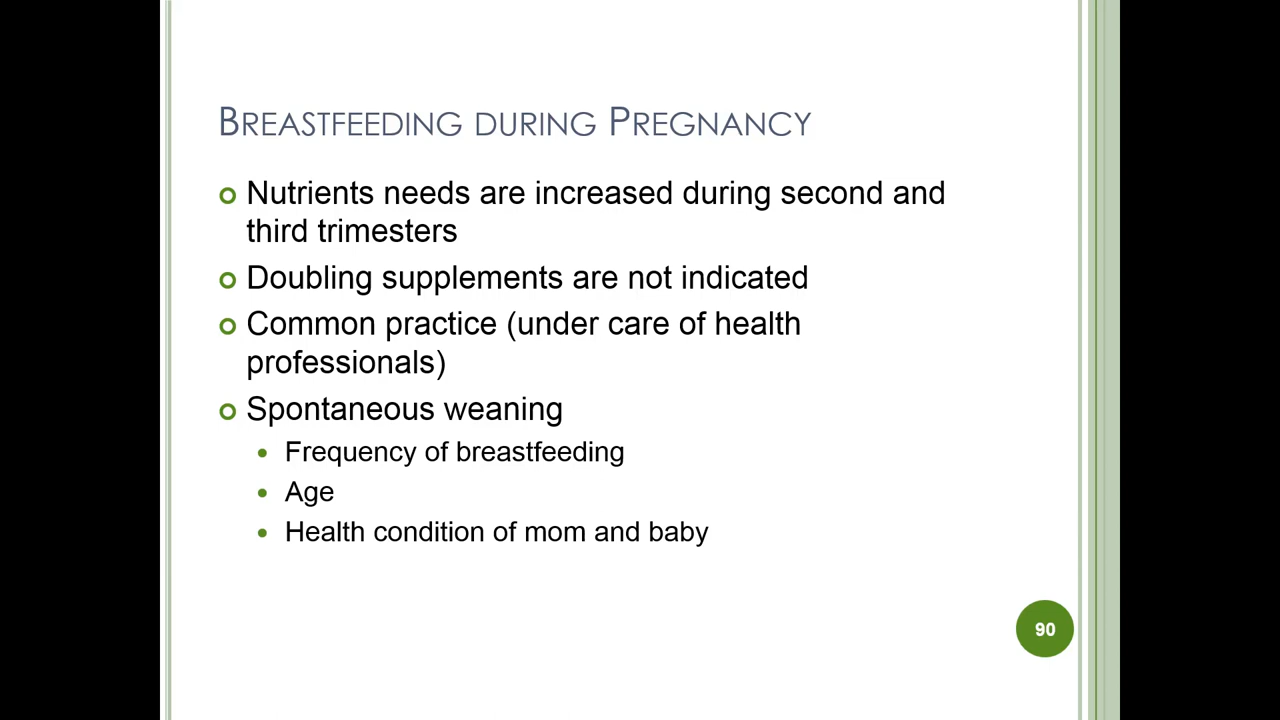 Breastfeeding during Pregnancy
Nutrients needs are increased during second and
third trimesters
Doubling supplements are not indicated
Common practice (under care of health
professionals)
Spontaneous weaning
Frequency of breastfeeding
Age
Health condition of mom and baby
90